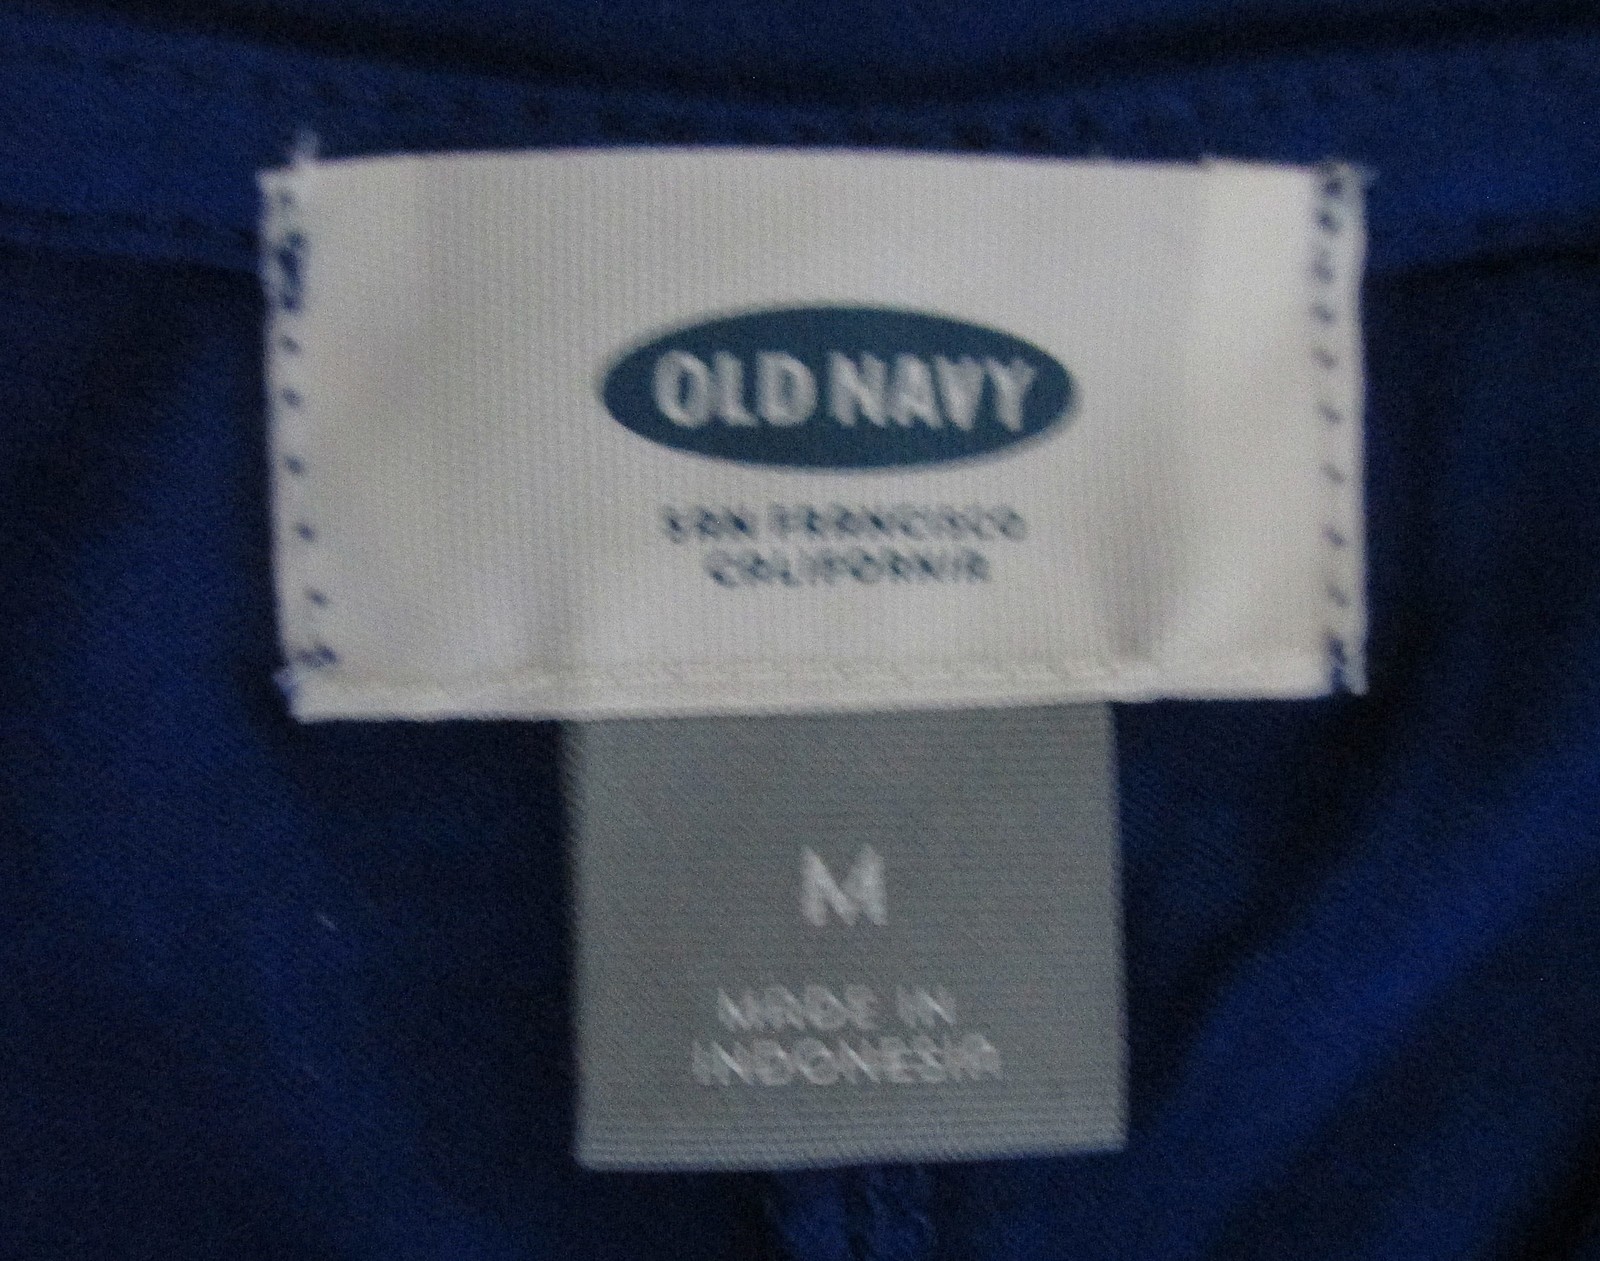 OLD NAVY
SAN FRANCISCO
CALIFORNIA
M
MADE IN
INDONESIA